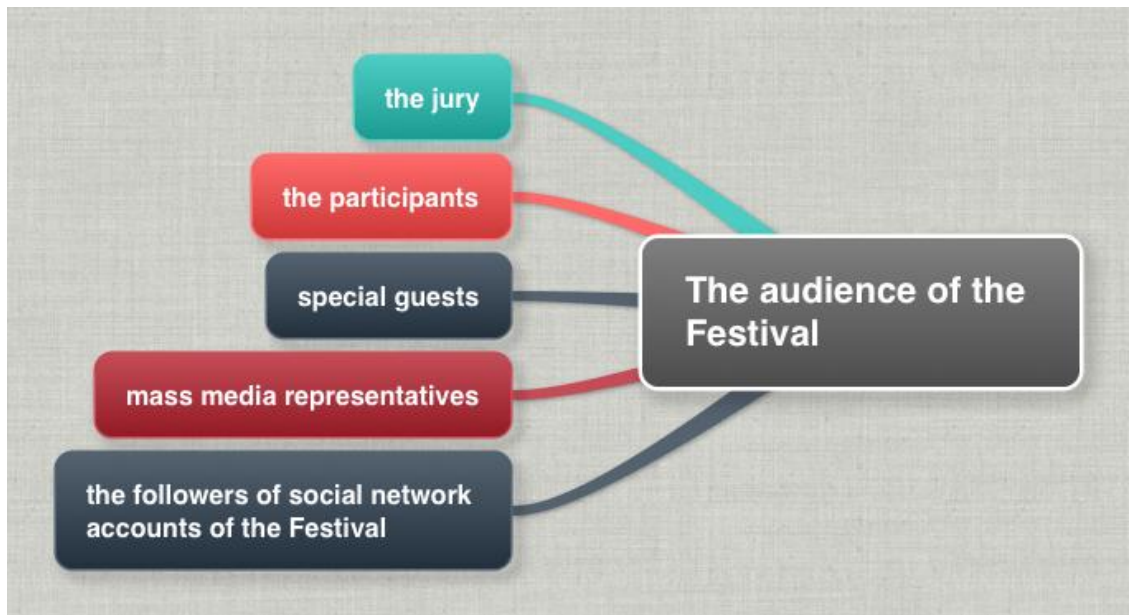 the jury
the participants
special guests
mass media representatives
the followers of social network
accounts of the Festival
The audience of the
Festival